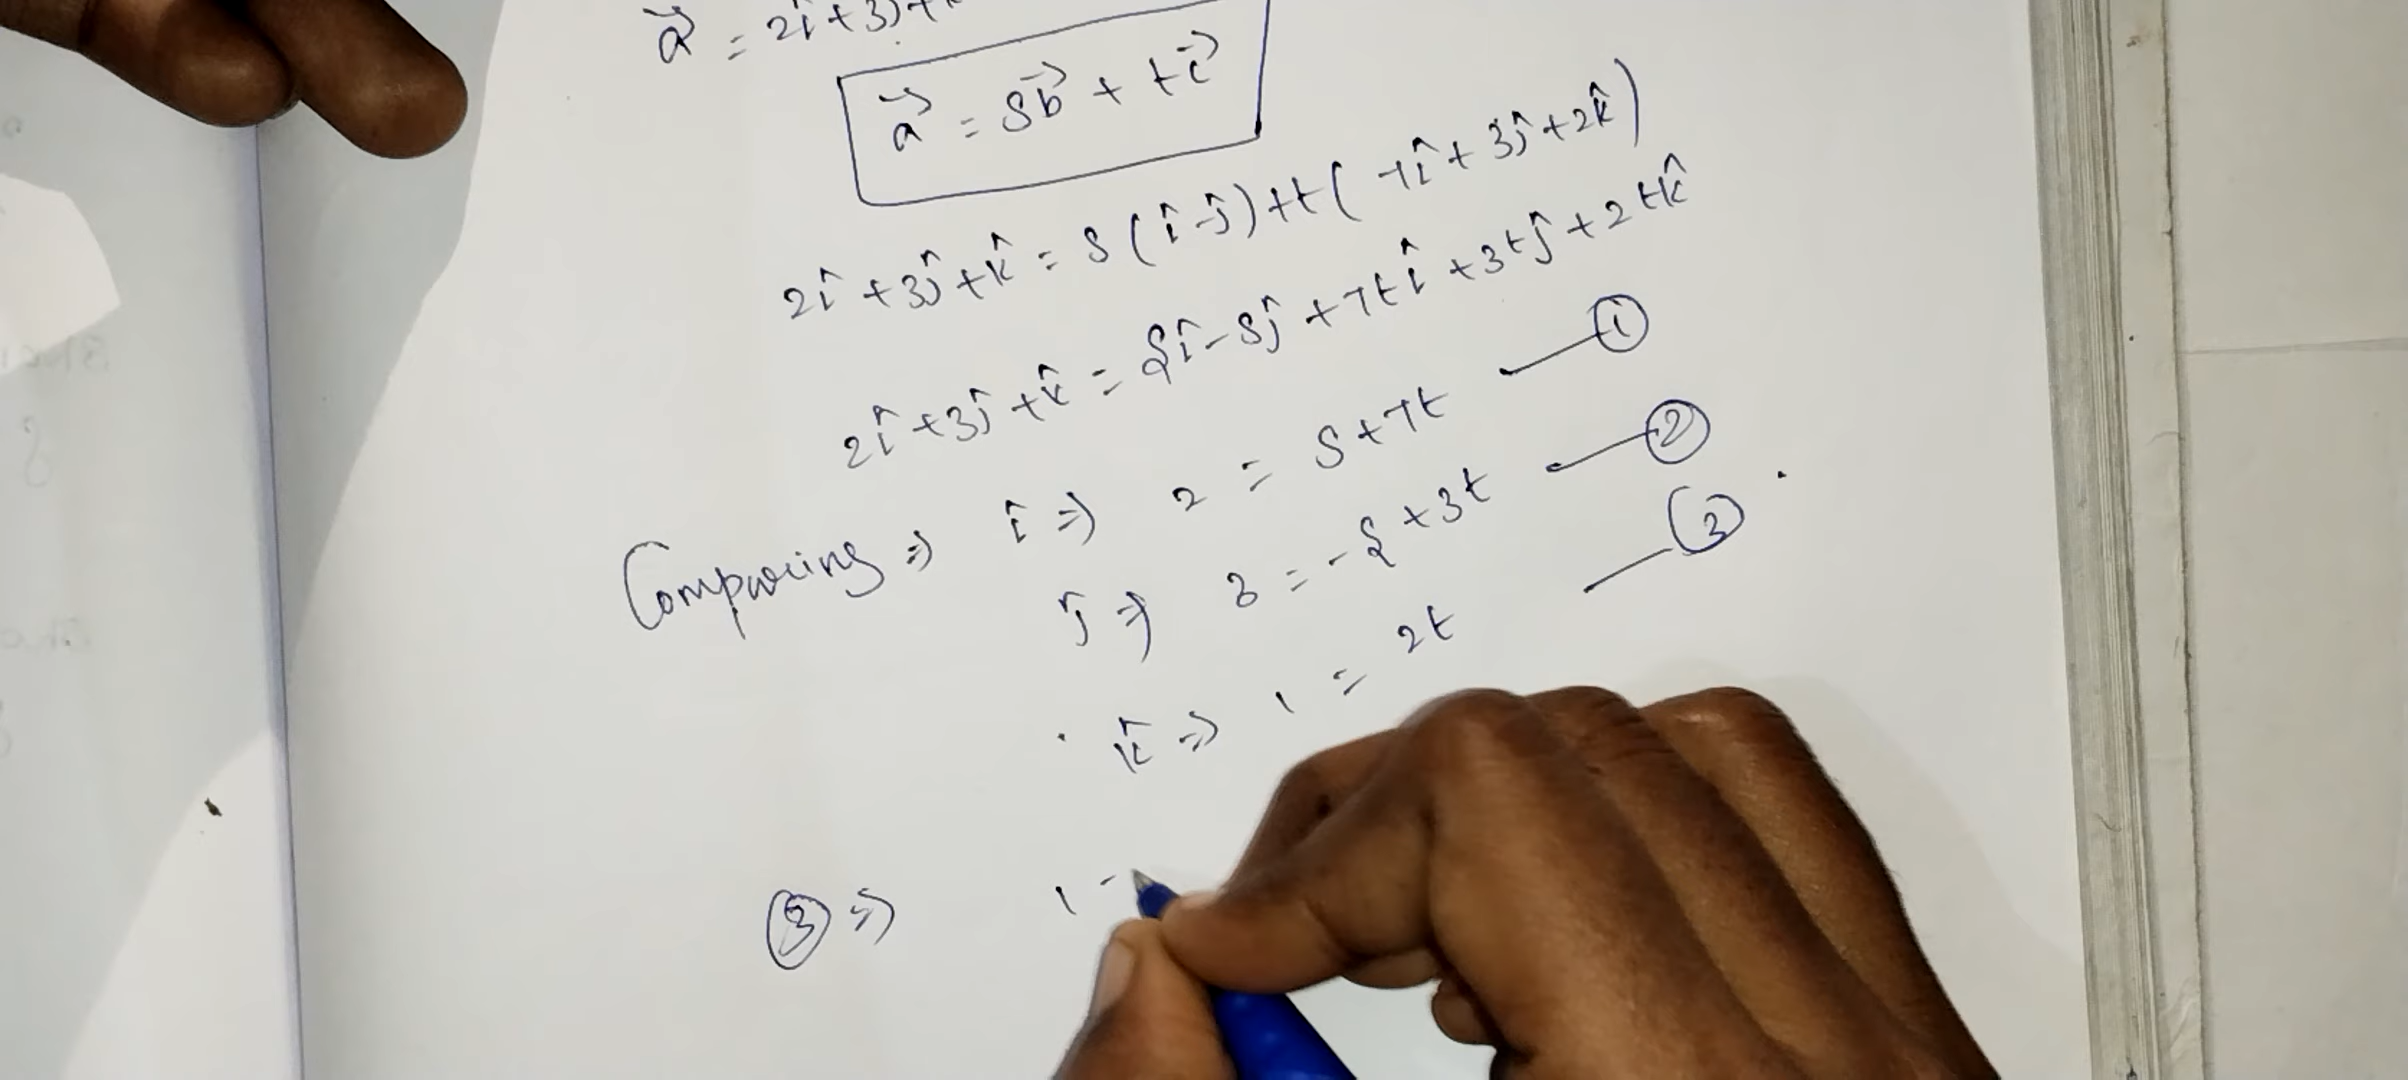 a⃗ = 2î + 3ĵ +
a⃗ = sb⃗ + tc⃗
2î + 3ĵ + k̂ = s(î - ĵ) + t(7î + 3ĵ + 2k̂)
2î + 3ĵ + k̂ = sî - sĵ + 7tî + 3tĵ + 2tk̂
Comparing ⇒ î ⇒ 2 = s + 7t — ①
ĵ ⇒ 3 = -s + 3t — ②
k̂ ⇒ 1 = 2t — ③
③ ⇒ 1 -